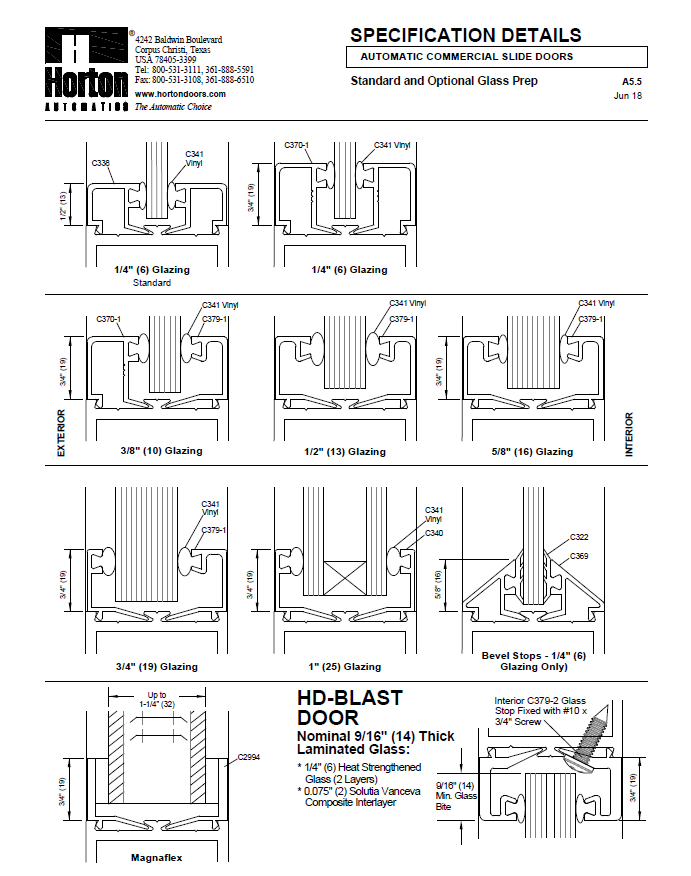 Horton
AUTOMATICS
®
4242 Baldwin Boulevard
Corpus Christi, Texas
USA 78405-3399
Tel: 800-531-3111, 361-888-5591
Fax: 800-531-3108, 361-888-6510
www.hortondoors.com
The Automatic Choice
SPECIFICATION DETAILS
AUTOMATIC COMMERCIAL SLIDE DOORS
Standard and Optional Glass Prep
A5.5
Jun 18
C338
C341
Vinyl
1/2" (13)
1/4" (6) Glazing
Standard
C370-1
C341 Vinyl
3/4" (19)
1/4" (6) Glazing
EXTERIOR
C370-1
C341 Vinyl
C379-1
3/4" (19)
3/8" (10) Glazing
C341 Vinyl
C379-1
3/4" (19)
1/2" (13) Glazing
C341 Vinyl
C379-1
3/4" (19)
5/8" (16) Glazing
INTERIOR
C341
Vinyl
C379-1
3/4" (19)
3/4" (19) Glazing
C341
Vinyl
C340
3/4" (19)
1" (25) Glazing
C322
C369
5/8" (16)
Bevel Stops - 1/4" (6)
Glazing Only)
Up to
1-1/4" (32)
C2994
3/4" (19)
Magnaflex
HD-BLAST
DOOR
Nominal 9/16" (14) Thick
Laminated Glass:
* 1/4" (6) Heat Strengthened
Glass (2 Layers)
* 0.075" (2) Solutia Vanceva
Composite Interlayer
Interior C379-2 Glass
Stop Fixed with #10 x
3/4" Screw
9/16" (14)
Min. Glass
Bite
3/4" (19)